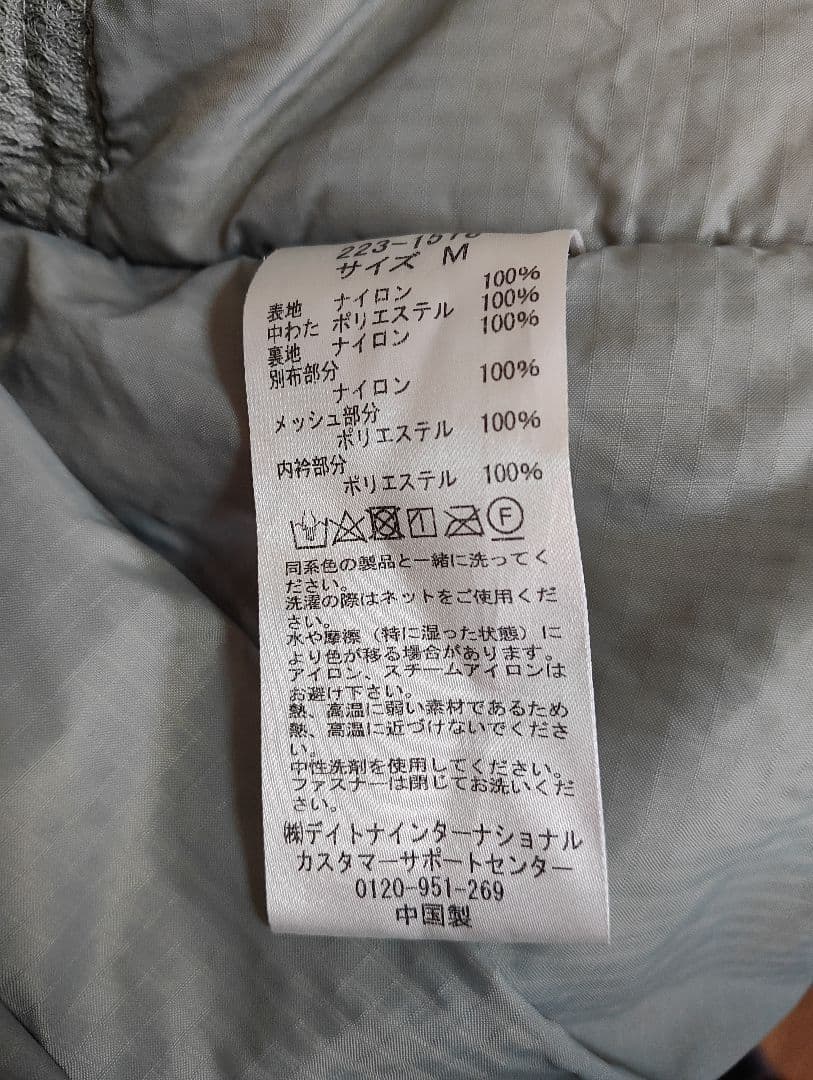 サイズ M
表地 ナイロン 100%
中わた ポリエステル 100%
裏地 ナイロン 100%
別布部分
ナイロン 100%
メッシュ部分
ポリエステル 100%
内衿部分
ポリエステル 100%
F
同系色の製品と一緒に洗ってく
ださい。
洗濯の際はネットをご使用くだ
さい。
水や摩擦（特に湿った状態）に
より色が移る場合があります。
アイロン、スチームアイロンは
お避け下さい。
熱、高温に弱い素材であるため
熱、高温に近づけないでくださ
い。
中性洗剤を使用してください。
ファスナーは閉じてお洗いくだ
さい。
㈱デイトナインターナショナル
カスタマーサポートセンター
0120-951-269
中国製